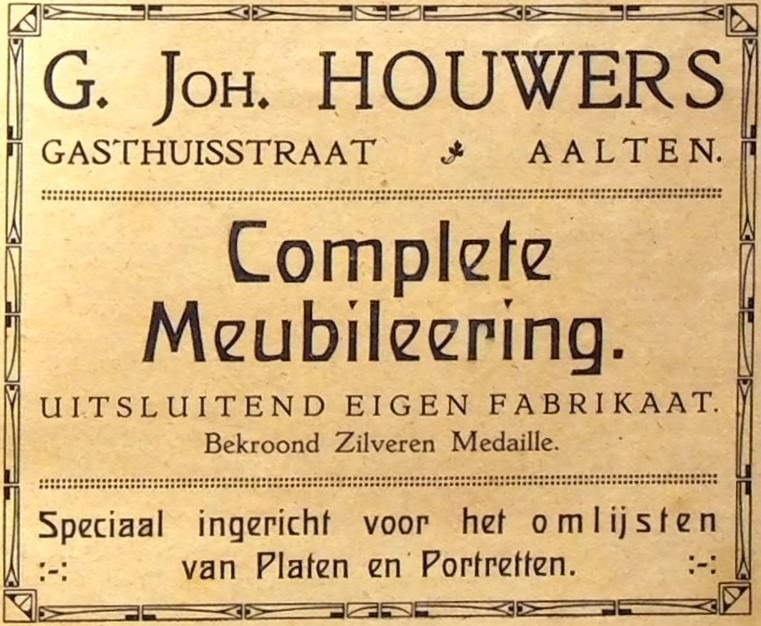 G. JOH. HOUWERS
GASTHUISSTRAAT AALTEN.
Complete
Meubileering.
UITSLUITEND EIGEN FABRIKAAT.
Bekroond Zilveren Medaille.
Speciaal ingericht voor het omlijsten
:-: van Platen en Portretten. :-: